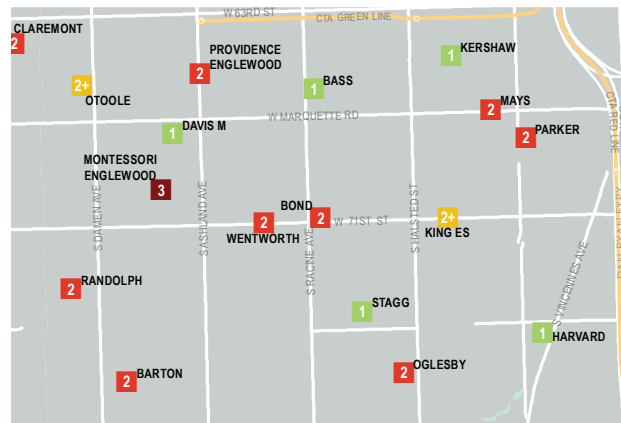 W 63RD ST
CTA GREEN LINE
CLAREMONT
2
PROVIDENCE
ENGLEWOOD
2
KERSHAW
1
2+
OTOOLE
1
BASS
MAYS
2
W MARQUETTE RD
CTA RED LINE
1
DAVIS M
2
PARKER
MONTESSORI
ENGLEWOOD
3
S DAMEN AVE
S ASHLAND AVE
BOND
2
W 71ST ST
2+
KING ES
2
WENTWORTH
S RACINE AVE
S HALSTED ST
S VINCENNES AVE
2
RANDOLPH
STAGG
1
1
HARVARD
2
BARTON
2
OGLESBY